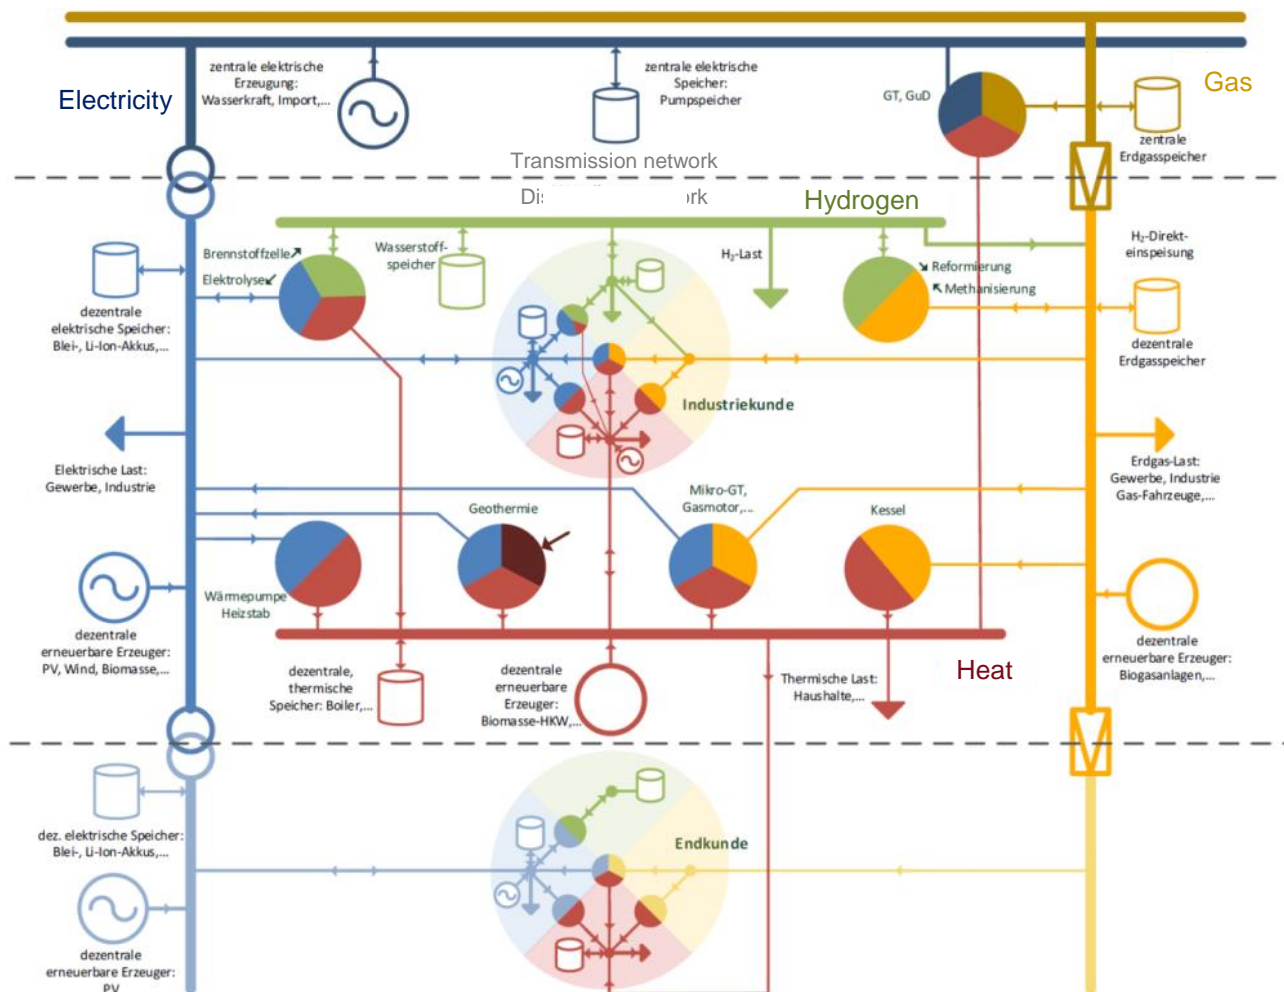 zentrale elektrische
Erzeugung:
Wasserkraft, Import,...
zentrale elektrische
Speicher:
Pumpspeicher
GT, GuD
Gas
Electricity
zentrale
Erdgasspeicher
Transmission network
Hydrogen
Brennstoffzelle
Elektrolyse
Wasserstoff-
speicher
H₂-Last
H₂-Direkt-
einspeisung
Reformierung
Methanisierung
dezentrale
elektrische Speicher:
Blei-, Li-Ion-Akkus,...
dezentrale
Erdgasspeicher
Industriekunde
Elektrische Last:
Gewerbe, Industrie
Erdgas-Last:
Gewerbe, Industrie
Gas-Fahrzeuge,...
Geothermie
Mikro-GT,
Gasmotor,...
Kessel
Wärmepumpe
Heizstab
dezentrale
erneuerbare Erzeuger:
PV, Wind, Biomasse,...
dezentrale,
thermische
Speicher: Boiler,...
dezentrale
erneuerbare
Erzeuger:
Biomasse-HKW,...
Thermische Last:
Haushalte,...
Heat
dezentrale
erneuerbare Erzeuger:
Biogasanlagen,...
dez. elektrische Speicher:
Blei-, Li-Ion-Akkus,...
Endkunde
dezentrale
erneuerbare Erzeuger:
PV